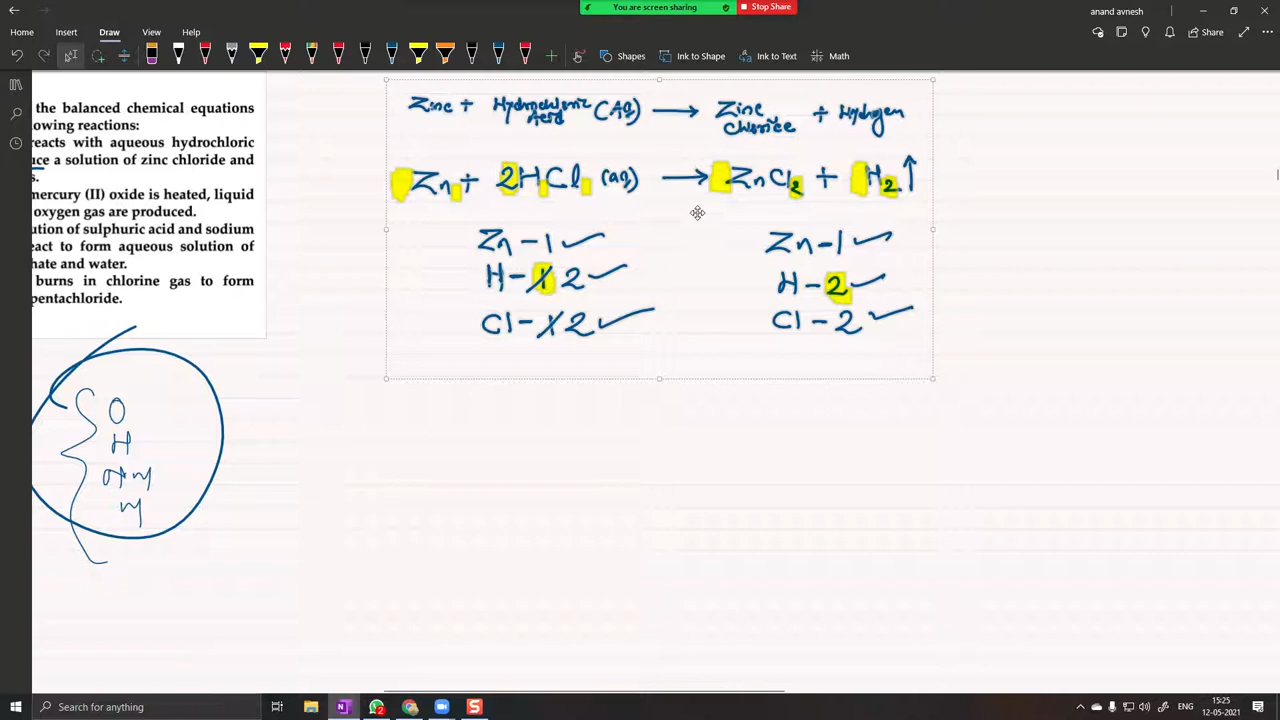 You are screen sharing
Stop Share
anand avnesh
Home Insert Draw View Help
Shapes Ink to Shape Ink to Text Math
Share
the balanced chemical equations
lowing reactions:
reacts with aqueous hydrochloric
uce a solution of zinc chloride and
s.
mercury (II) oxide is heated, liquid
oxygen gas are produced.
ution of sulphuric acid and sodium
eact to form aqueous solution of
hate and water.
burns in chlorine gas to form
pentachloride.
Zinc + Hydrochloric Acid (Aq) → Zinc Chlorice + Hydrogen
Zn + 2HCl (aq) → ZnCl2 + H2 ↑
Zn – 1 ✓
H – 1 2 ✓
Cl – 1 2 ✓
Zn – 1 ✓
H – 2 ✓
Cl – 2 ✓
O
H
M
Search for anything
2
15:25
12-05-2021